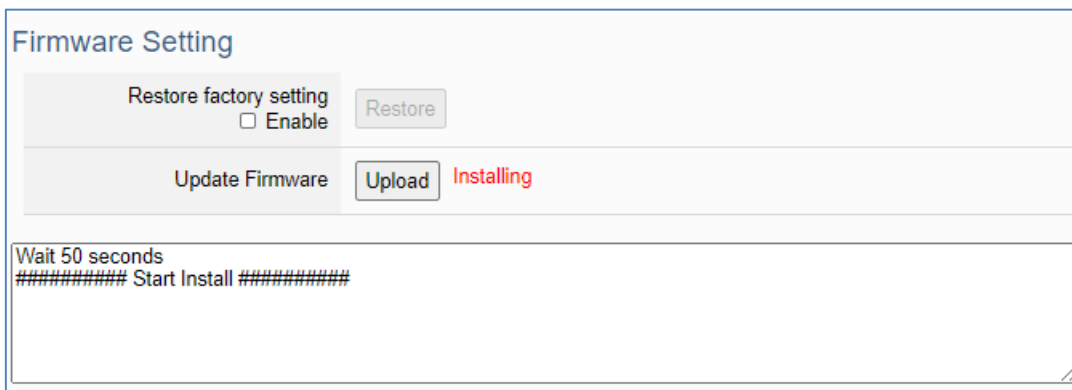 Firmware Setting
Restore factory setting
Enable
Restore
Update Firmware
Upload
Installing
Wait 50 seconds
########## Start Install ##########